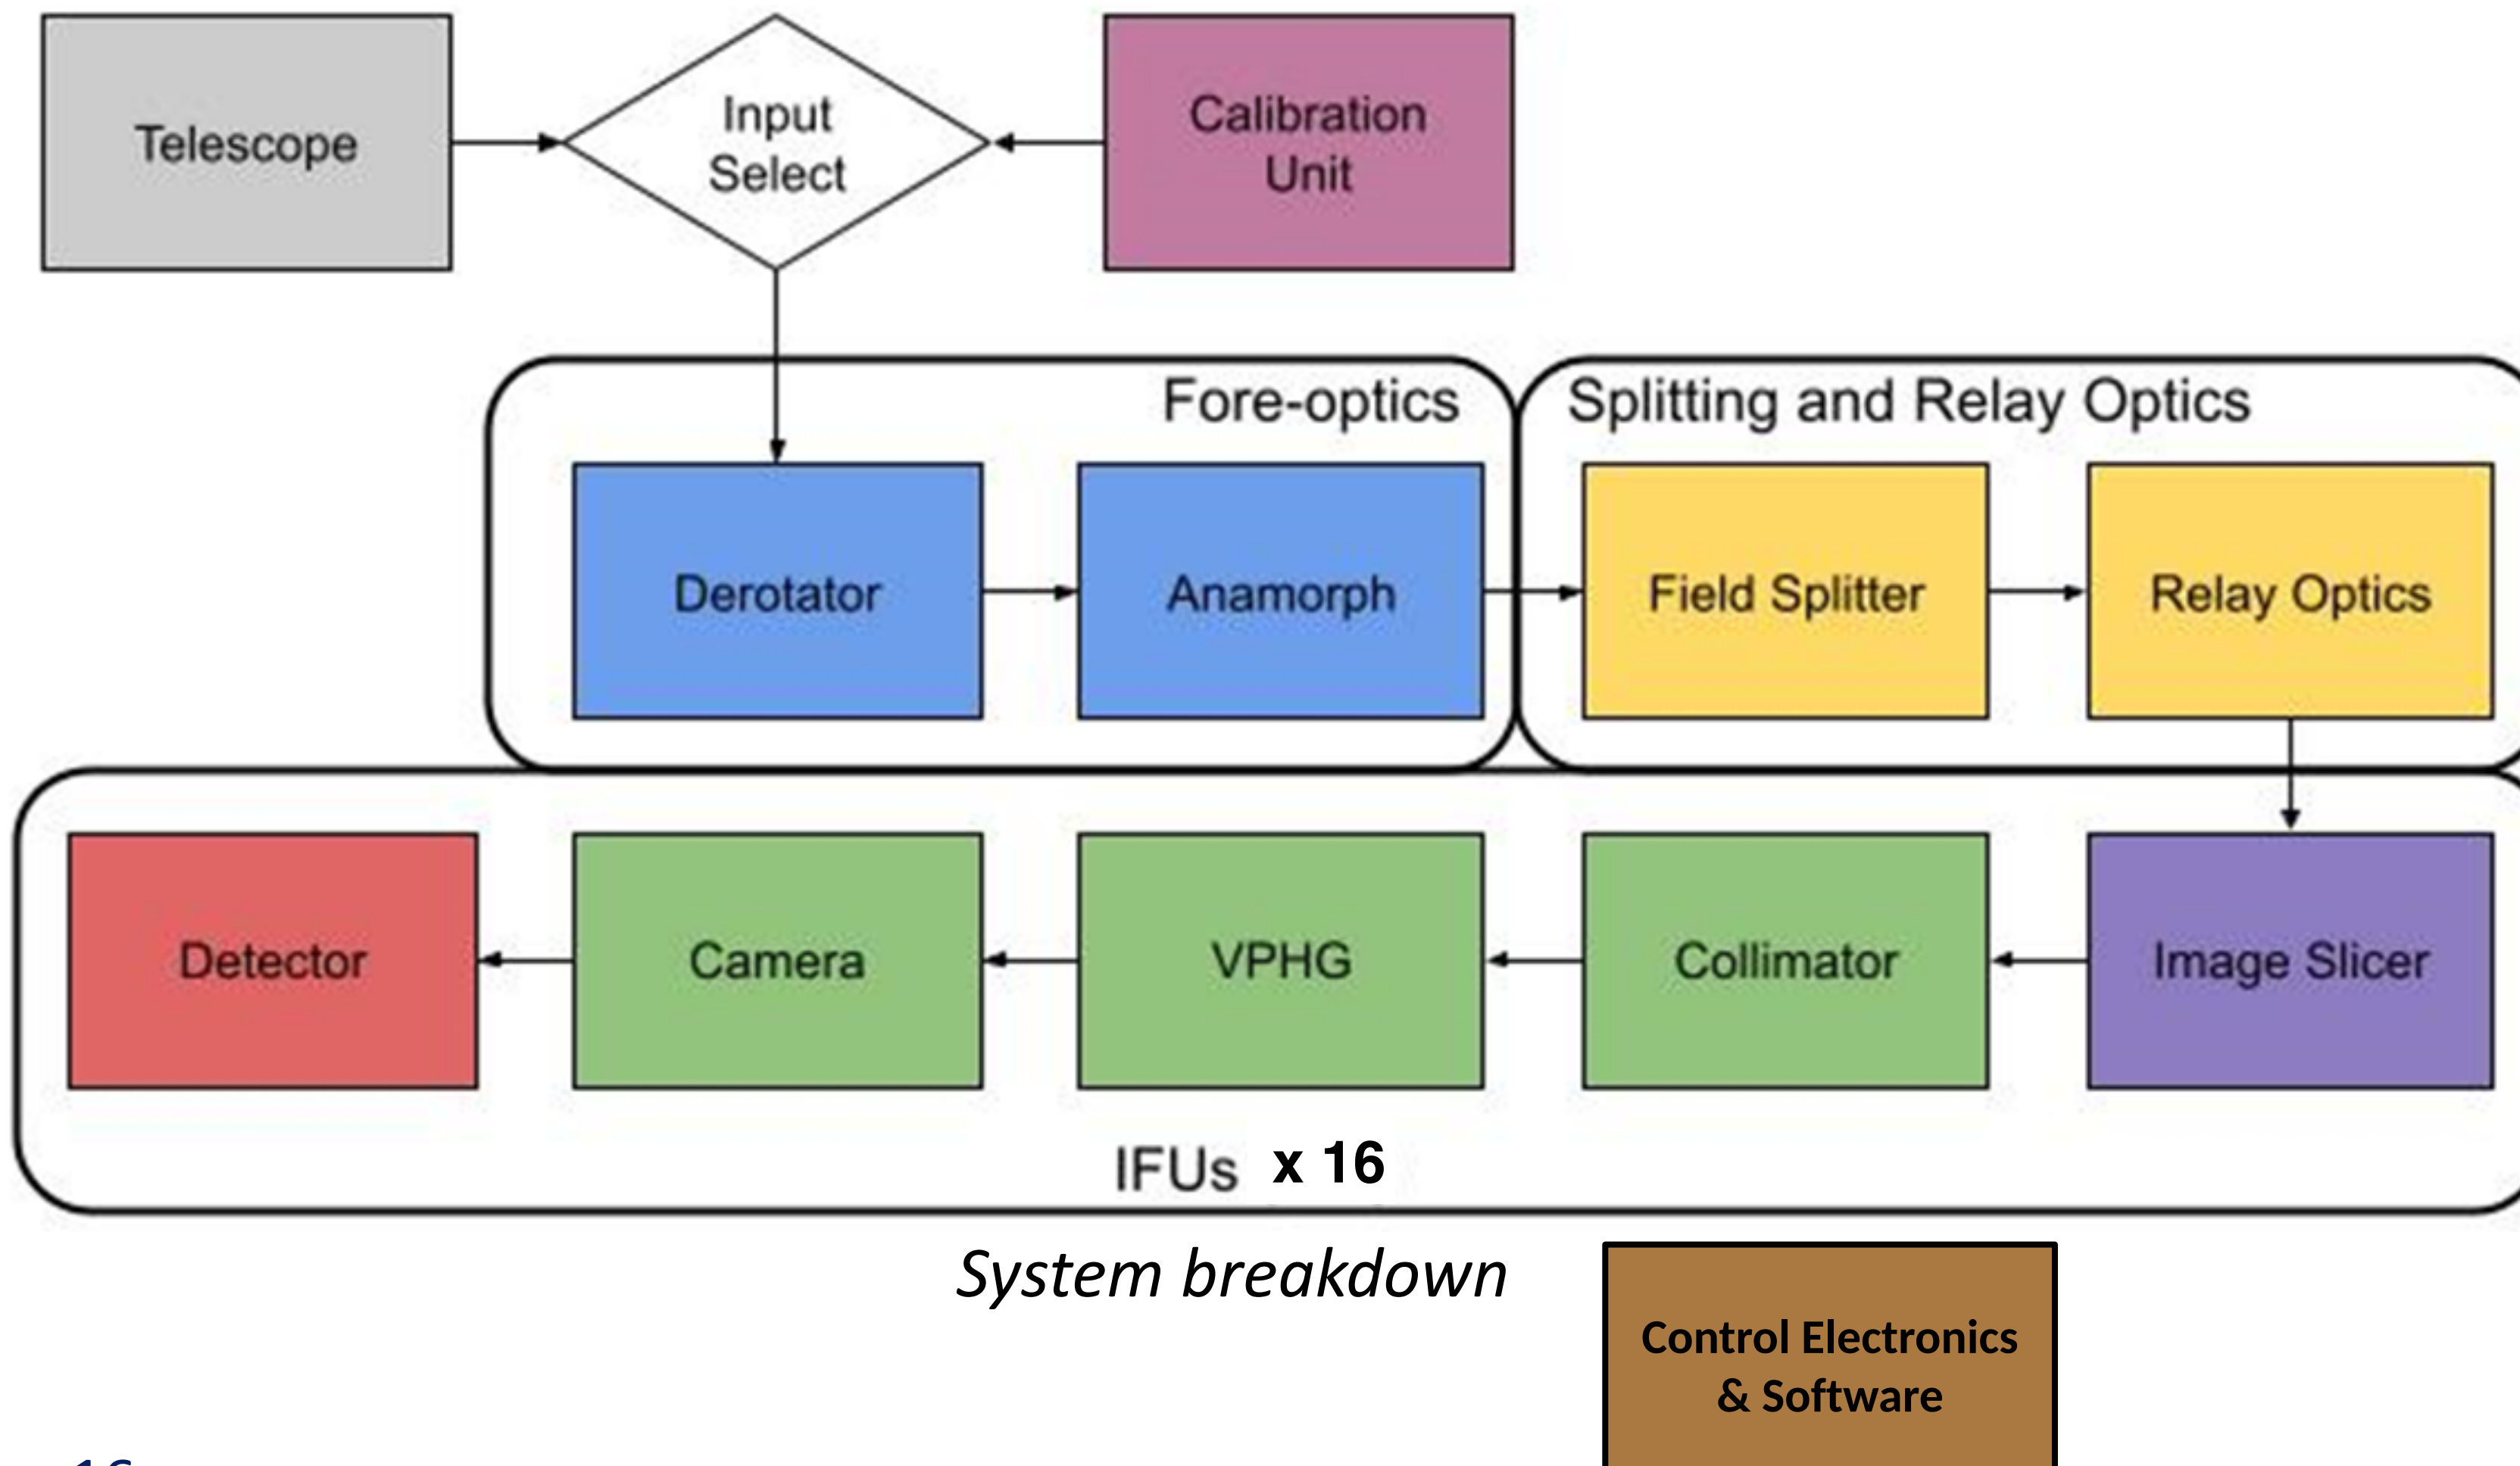 Telescope
Input
Select
Calibration
Unit
Fore-optics
Splitting and Relay Optics
Derotator
Anamorph
Field Splitter
Relay Optics
Detector
Camera
VPHG
Collimator
Image Slicer
IFUs x 16
System breakdown
Control Electronics
& Software